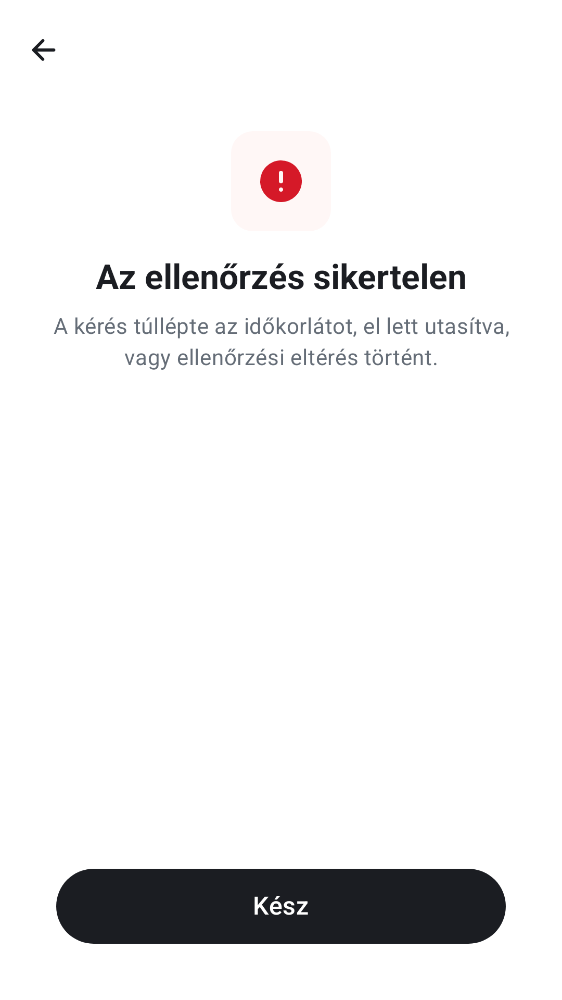 Az ellenőrzés sikertelen
A kérés túllépte az időkorlátot, el lett utasítva,
vagy ellenőrzési eltérés történt.
Kész